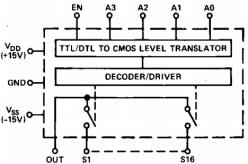 EN A3 A2 A1 A0
TTL/DTL TO CMOS LEVEL TRANSLATOR
VDD
(+15V)
DECODER/DRIVER
GND
VSS
(-15V)
OUT S1 S16